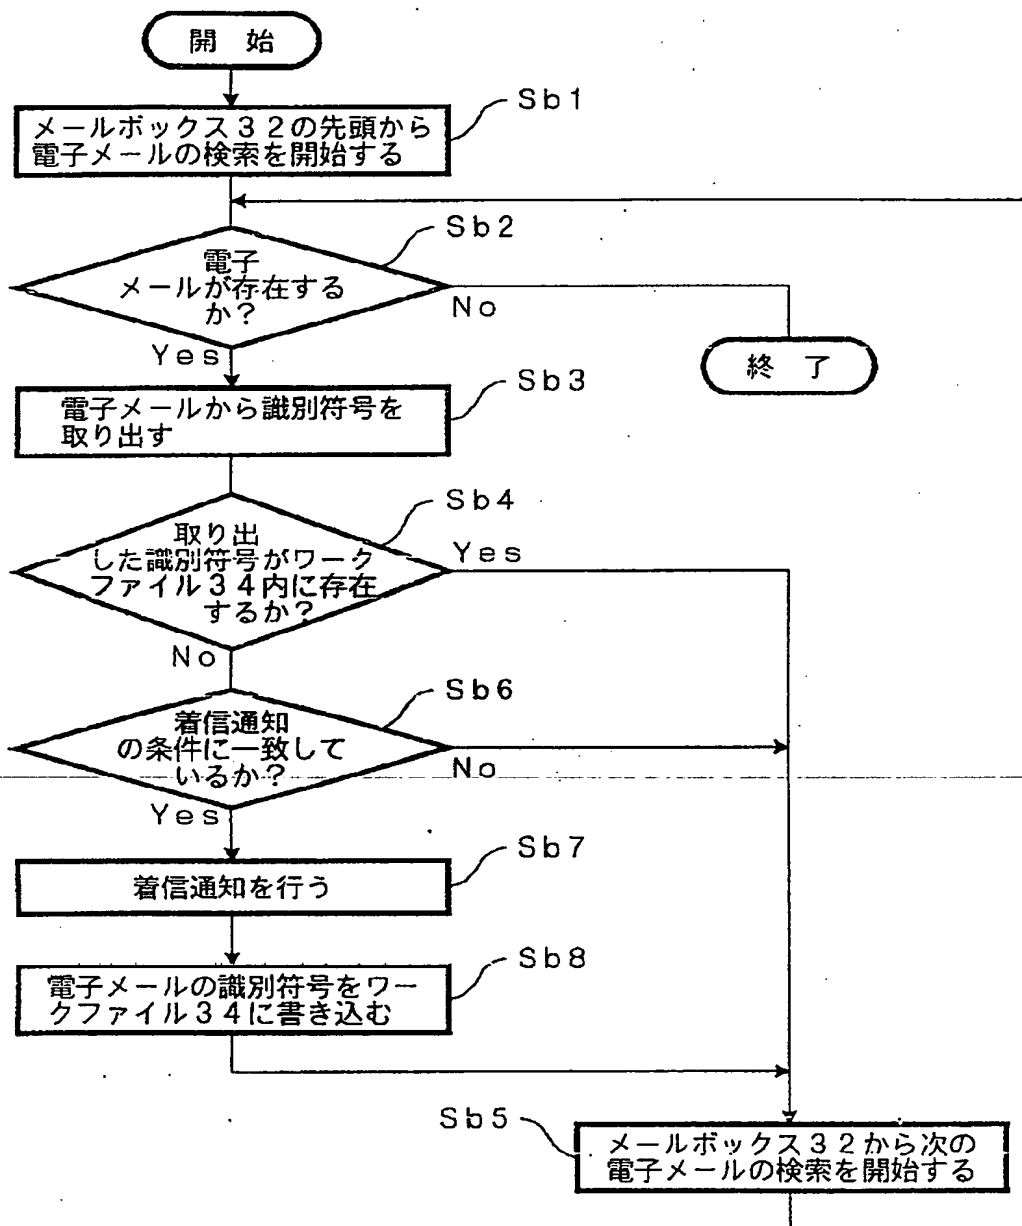 開 始
Sb1
メールボックス32の先頭から
電子メールの検索を開始する
Sb2
電子
メールが存在する
か?
No
Yes
終 了
Sb3
電子メールから識別符号を
取り出す
Sb4
取り出
した識別符号がワーク
ファイル34内に存在
するか?
Yes
No
Sb6
着信通知
の条件に一致して
いるか?
No
Yes
Sb7
着信通知を行う
Sb8
電子メールの識別符号をワー
クファイル34に書き込む
Sb5
メールボックス32から次の
電子メールの検索を開始する